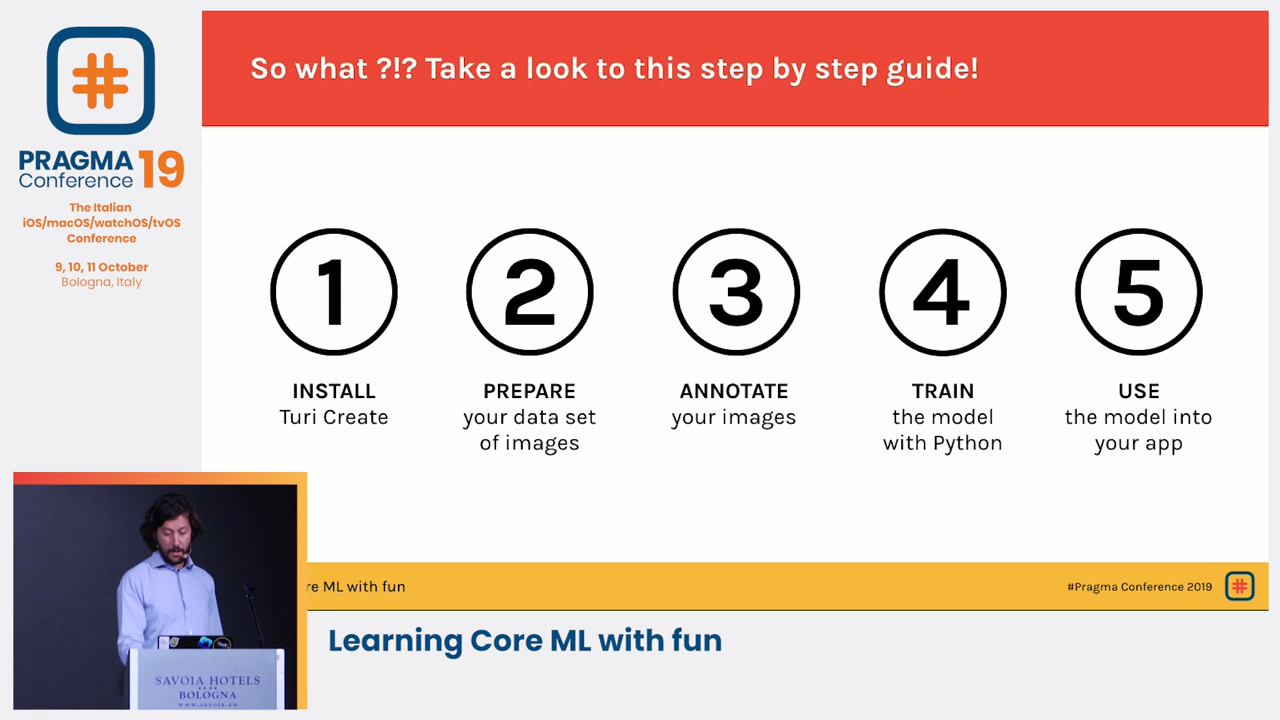 So what ?!? Take a look to this step by step guide!
#
PRAGMA 19
Conference
The Italian
iOS/macOS/watchOS/tvOS
Conference
9, 10, 11 October
Bologna, Italy
1
INSTALL
Turi Create
2
PREPARE
your data set
of images
3
ANNOTATE
your images
4
TRAIN
the model
with Python
5
USE
the model into
your app
re ML with fun
#Pragma Conference 2019
#
Learning Core ML with fun
SAVOIA HOTELS
BOLOGNA
www.savoia.eu